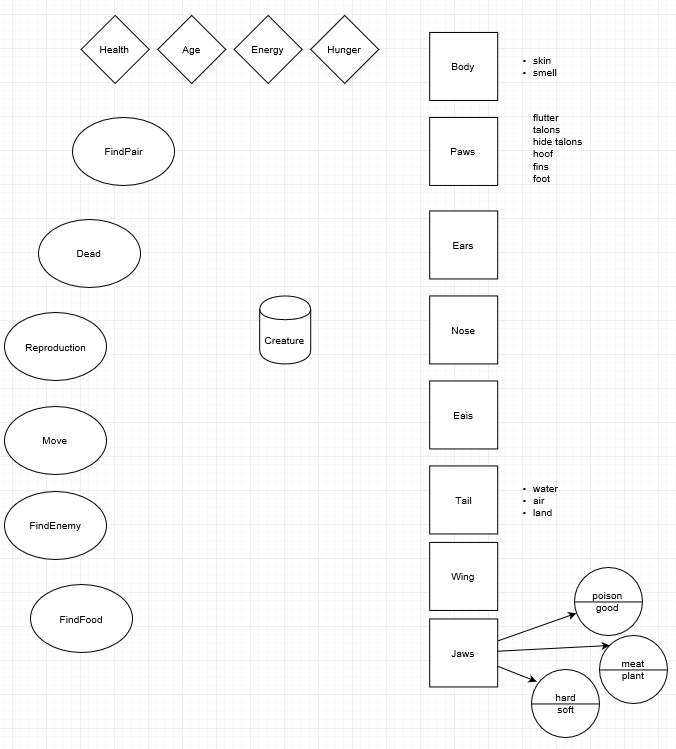 Health
Age
Energy
Hunger
FindPair
Dead
Reproduction
Move
FindEnemy
FindFood
Creature
Body
• skin
• smell
Paws
flutter
talons
hide talons
hoof
fins
foot
Ears
Nose
Eais
Tail
• water
• air
• land
Wing
Jaws
poison
good
meat
plant
hard
soft